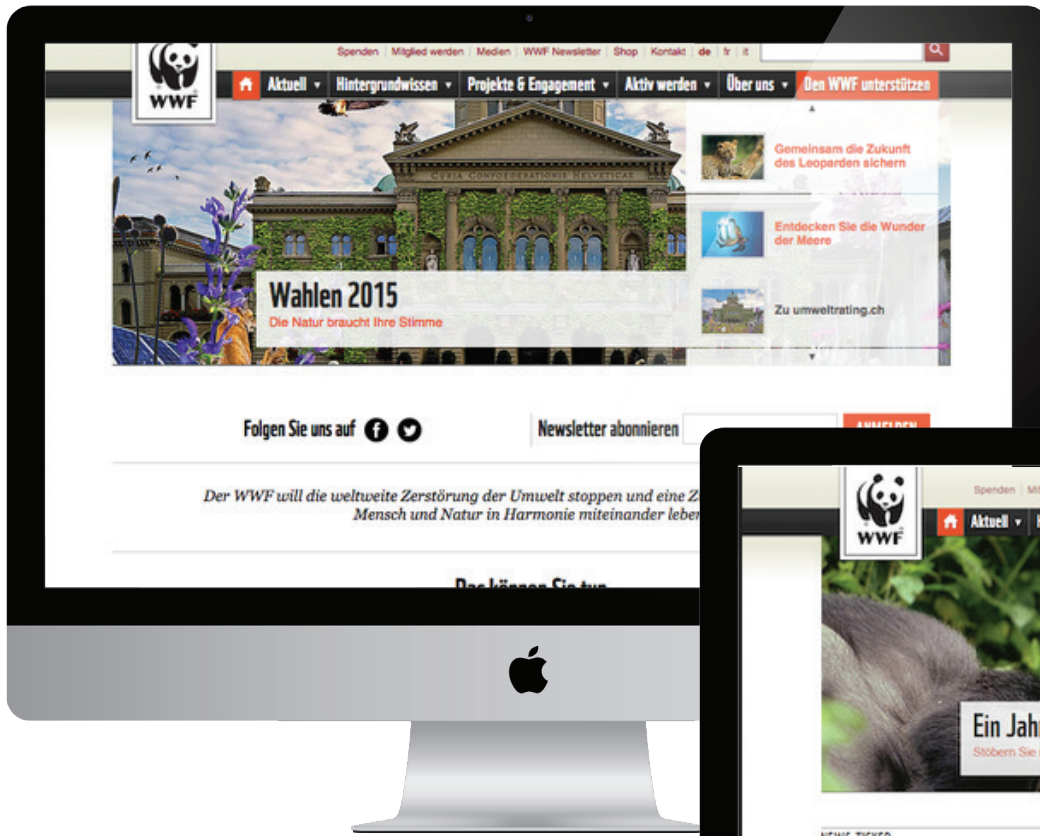 Spenden Mitglied werden Medien WWF Newsletter Shop Kontakt de fr it
WWF
Aktuell Hintergrundwissen Projekte & Engagement Aktiv werden Über uns Den WWF unterstützen
CURIA CONFOEDERATIONIS HELVETICAE
Gemeinsam die Zukunft
des Leoparden sichern
Entdecken Sie die Wunder
der Meere
Zu umweltrating.ch
Wahlen 2015
Die Natur braucht Ihre Stimme
Folgen Sie uns auf
Newsletter abonnieren
ANMELDEN
Der WWF will die weltweite Zerstörung der Umwelt stoppen und eine Z
Mensch und Natur in Harmonie miteinander leben
Das können Sie tun
Spenden Mi
WWF
Aktuell
Ein Jah
Stöbern Sie
NEWS-TICKER